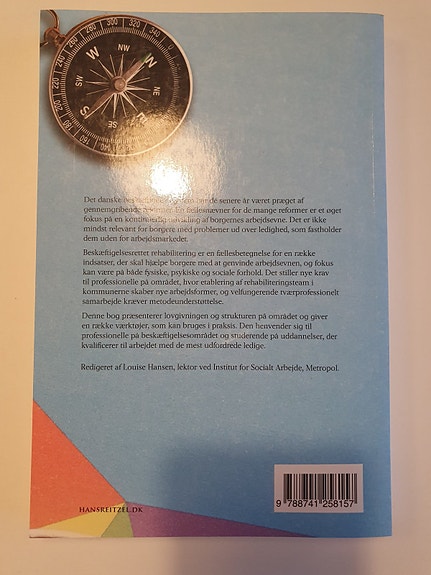 NW
W
N
NE
SW
S
SE
E
340
0
Det danske
de senere år været præget af
gennemgribende reformer. En fællesnævner for de mange reformer er et øget
fokus på en kontinuerlig udvikling af borgernes arbejdsevne. Det er ikke
mindst relevant for borgere med problemer ud over ledighed, som fastholder
dem uden for arbejdsmarkedet.
Beskæftigelsesrettet rehabilitering er en fællesbetegnelse for en række
indsatser, der skal hjælpe borgere med at genvinde arbejdsevnen, og fokus
kan være på både fysiske, psykiske og sociale forhold. Det stiller nye krav
til professionelle på området, hvor etablering af rehabiliteringsteam i
kommunerne skaber nye arbejdsformer, og velfungerende tværprofessionelt
samarbejde kræver metodeunderstøttelse.
Denne bog præsenterer lovgivningen og strukturen på området og giver
en række værktøjer, som kan bruges i praksis. Den henvender sig til
professionelle på beskæftigelsesområdet og studerende på uddannelser, der
kvalificerer til arbejdet med de mest udfordrede ledige.
Redigeret af Louise Hansen, lektor ved Institut for Socialt Arbejde, Metropol.
HANSREITZEL.DK
9 788741 258157